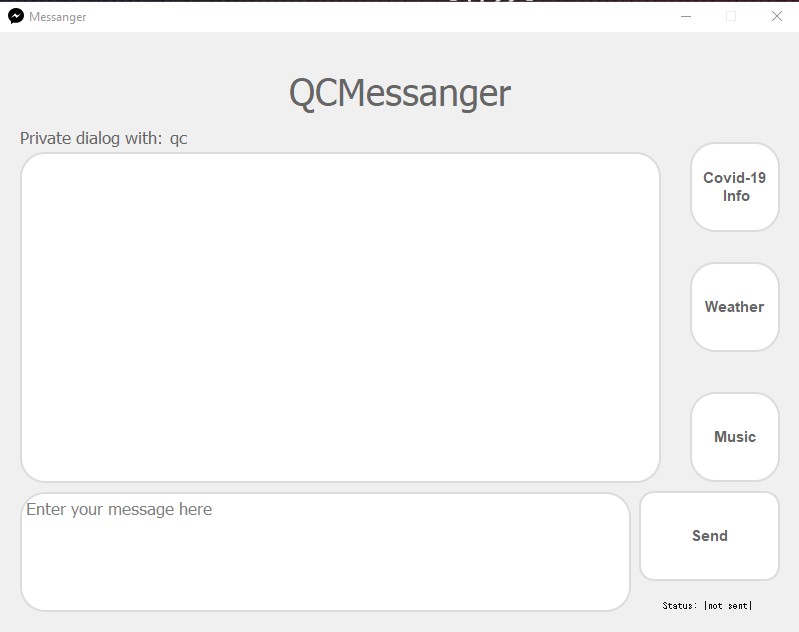 Messanger
QCMessanger
Private dialog with: qc
Covid-19
Info
Weather
Music
Enter your message here
Send
Status: |not sent|